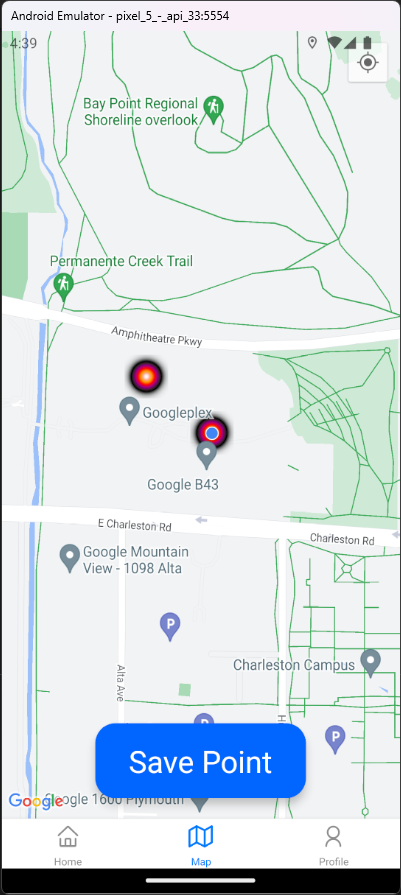 Android Emulator - pixel_5_-_api_33:5554
4:39
Bay Point Regional
Shoreline overlook
Permanente Creek Trail
Amphitheatre Pkwy
Googleplex
Google B43
E Charleston Rd
Charleston Rd
Google Mountain
View - 1098 Alta
P
Charleston Campus
Alta Ave
P
P
Save Point
Google
oogle 1600 Plymouth
Home
Map
Profile